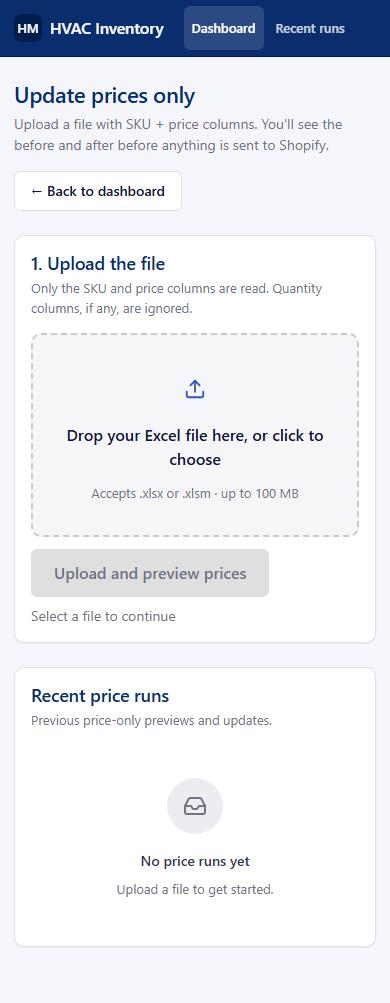 HM HVAC Inventory Dashboard Recent runs
Update prices only
Upload a file with SKU + price columns. You'll see the
before and after before anything is sent to Shopify.
← Back to dashboard
1. Upload the file
Only the SKU and price columns are read. Quantity
columns, if any, are ignored.
Drop your Excel file here, or click to
choose
Accepts .xlsx or .xlsm · up to 100 MB
Upload and preview prices
Select a file to continue
Recent price runs
Previous price-only previews and updates.
No price runs yet
Upload a file to get started.